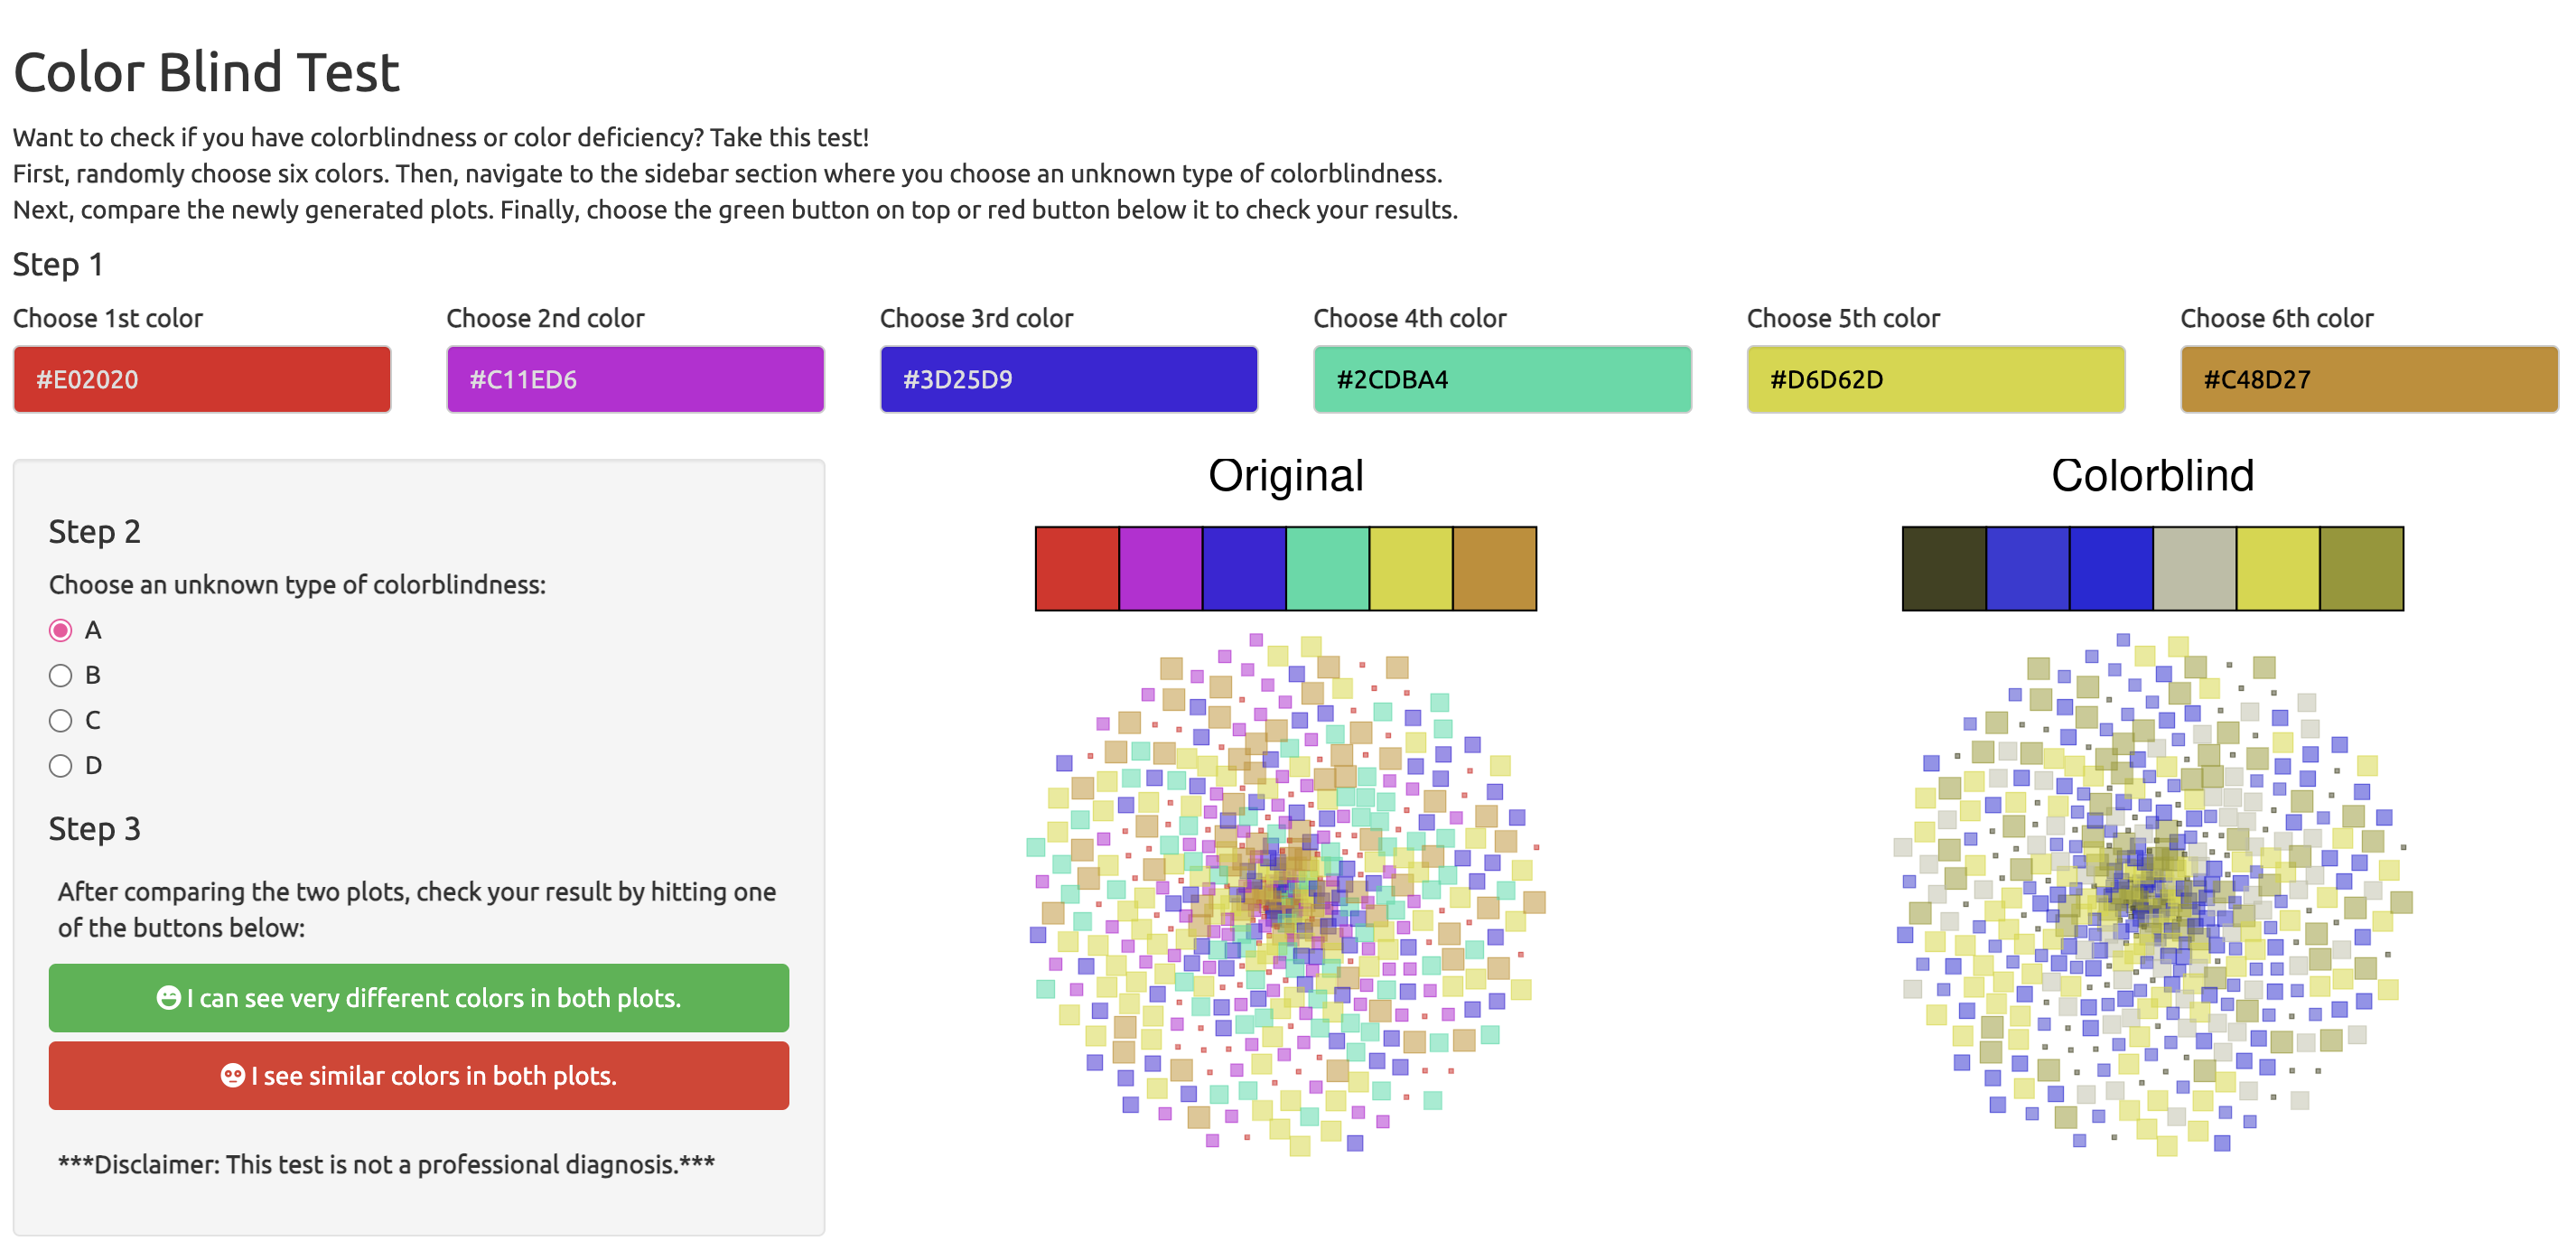 Color Blind Test
Want to check if you have colorblindness or color deficiency? Take this test!
First, randomly choose six colors. Then, navigate to the sidebar section where you choose an unknown type of colorblindness.
Next, compare the newly generated plots. Finally, choose the green button on top or red button below it to check your results.
Step 1
Choose 1st color
Choose 2nd color
Choose 3rd color
Choose 4th color
Choose 5th color
Choose 6th color
#E02020
#C11ED6
#3D25D9
#2CDBA4
#D6D62D
#C48D27
Step 2
Choose an unknown type of colorblindness:
A
B
C
D
Step 3
After comparing the two plots, check your result by hitting one
of the buttons below:
I can see very different colors in both plots.
I see similar colors in both plots.
***Disclaimer: This test is not a professional diagnosis.***
Original
Colorblind